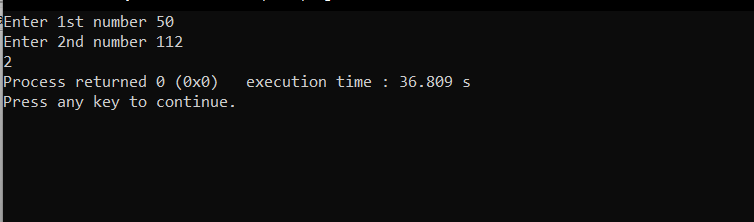 Enter 1st number 50
Enter 2nd number 112
2
Process returned 0 (0x0)   execution time : 36.809 s
Press any key to continue.